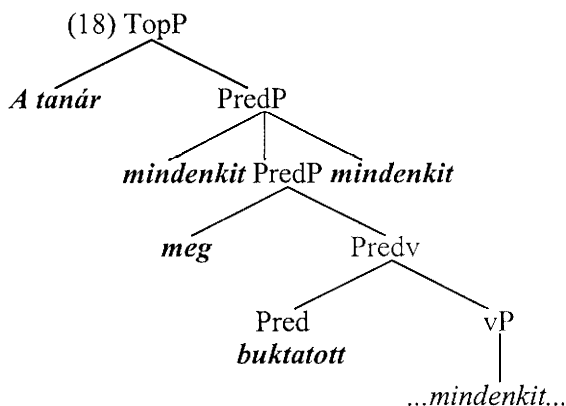 (18) TopP
A tanár PredP
mindenkit PredP mindenkit
meg Predv
Pred vP
buktatott
...mindenkit...